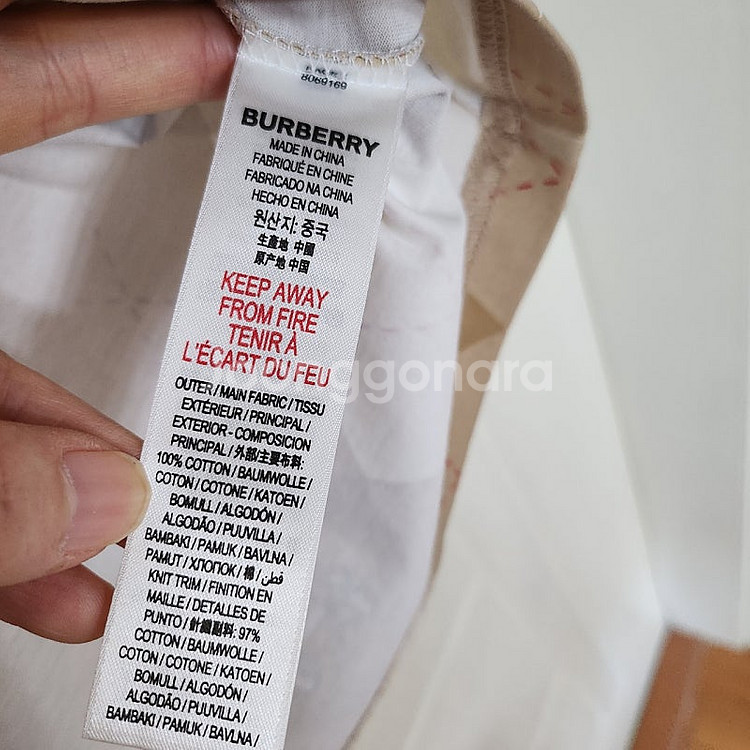 8069169
BURBERRY
MADE IN CHINA
FABRIQUÉ EN CHINE
FABRICADO NA CHINA
HECHO EN CHINA
원산지: 중국
生產地 中國
原产地 中国
KEEP AWAY
FROM FIRE
TENIR À
L'ÉCART DU FEU
OUTER / MAIN FABRIC / TISSU
EXTÉRIEUR / PRINCIPAL /
EXTERIOR - COMPOSICION
PRINCIPAL / 外部/主要布料:
100% COTTON / BAUMWOLLE /
COTON / COTONE / KATOEN /
BOMULL / ALGODÓN /
ALGODÃO / PUUVILLA /
BAMBAKI / PAMUK / BAVLNA /
PAMUT / ХЛОПОК / 棉 / قطن /
KNIT TRIM / FINITION EN
MAILLE / DETALLES DE
PUNTO / 針織副料: 97%
COTTON / BAUMWOLLE /
COTON / COTONE / KATOEN /
BOMULL / ALGODÓN /
ALGODÃO / PUUVILLA /
BAMBAKI / PAMUK / BAVLNA /